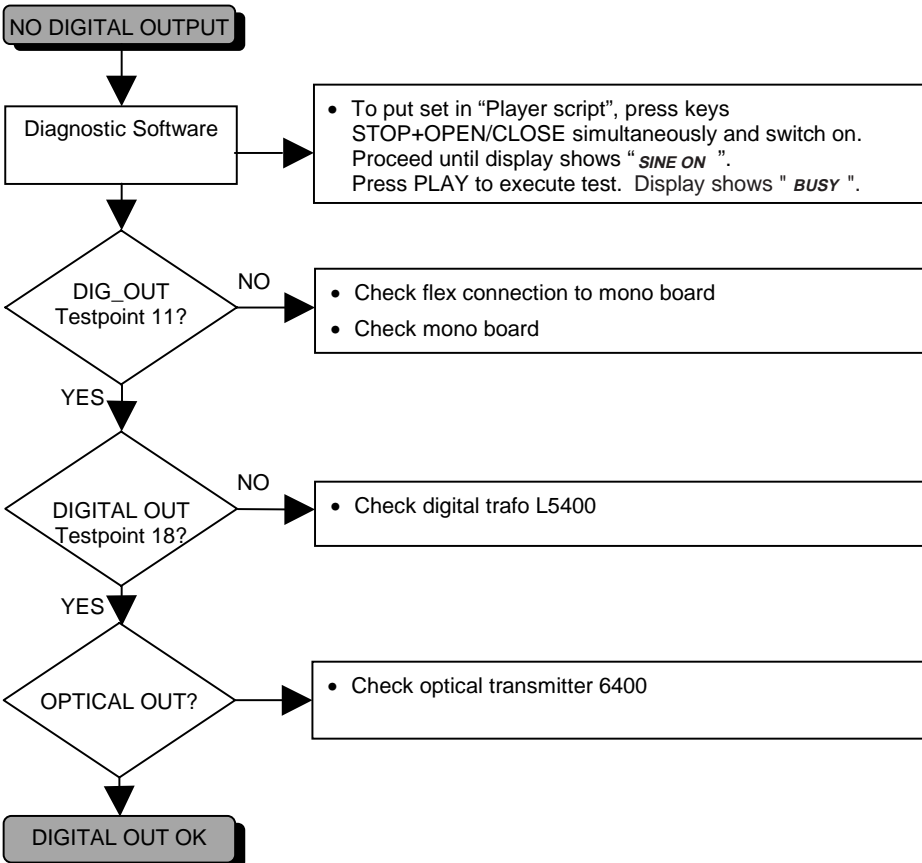 NO DIGITAL OUTPUT
Diagnostic Software
• To put set in “Player script”, press keys
STOP+OPEN/CLOSE simultaneously and switch on.
Proceed until display shows “ SINE ON ”.
Press PLAY to execute test. Display shows " BUSY ".
DIG_OUT
Testpoint 11?
NO
• Check flex connection to mono board
• Check mono board
YES
DIGITAL OUT
Testpoint 18?
NO
• Check digital trafo L5400
YES
OPTICAL OUT?
• Check optical transmitter 6400
DIGITAL OUT OK